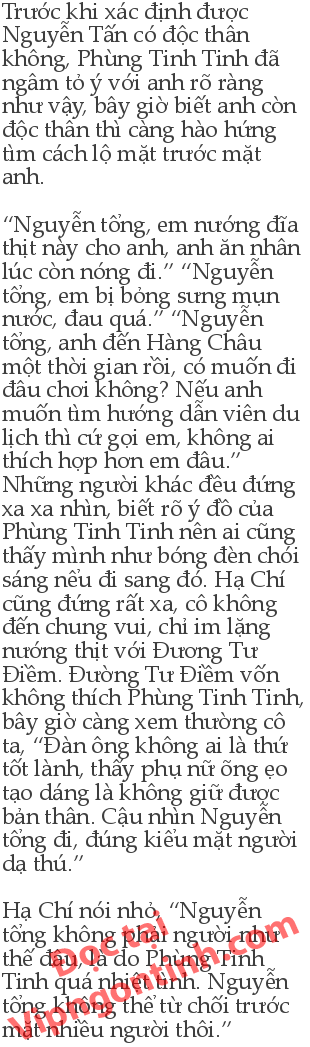 Trước khi xác định được
Nguyễn Tấn có độc thân
không, Phùng Tinh Tinh đã
ngâm tỏ ý với anh rõ ràng
như vậy, bây giờ biết anh còn
độc thân thì càng hào hứng
tìm cách lộ mặt trước mặt
anh.

“Nguyễn tổng, em nướng đĩa
thịt này cho anh, anh ăn nhân
lúc còn nóng đi.” “Nguyễn
tổng, em bị bỏng sưng mụn
nước, đau quá.” “Nguyễn
tổng, anh đến Hàng Châu
một thời gian rồi, có muốn đi
đâu chơi không? Nếu anh
muốn tìm hướng dẫn viên du
lịch thì cứ gọi em, không ai
thích hợp hơn em đâu.”
Những người khác đều đứng
xa xa nhìn, biết rõ ý đồ của
Phùng Tinh Tinh nên ai cũng
thấy mình như bóng đèn chói
sáng nếu đi sang đó. Hạ Chí
cũng đứng rất xa, cô không
đến chung vui, chỉ im lặng
nướng thịt với Đương Tư
Điềm. Đường Tư Điềm vốn
không thích Phùng Tinh Tinh,
bây giờ càng xem thường cô
ta, “Đàn ông không ai là thứ
tốt lành, thấy phụ nữ õng ẹo
tạo dáng là không giữ được
bản thân. Cậu nhìn Nguyễn
tổng đi, đúng kiểu mặt người
dạ thú.”

Hạ Chí nói nhỏ, “Nguyễn
tổng không phải người như
thế đâu, là do Phùng Tinh
Tinh quá nhiệt tình. Nguyễn
tổng không thể từ chối trước
mặt nhiều người thôi.”
Đọc tại
Vipngontinh.com